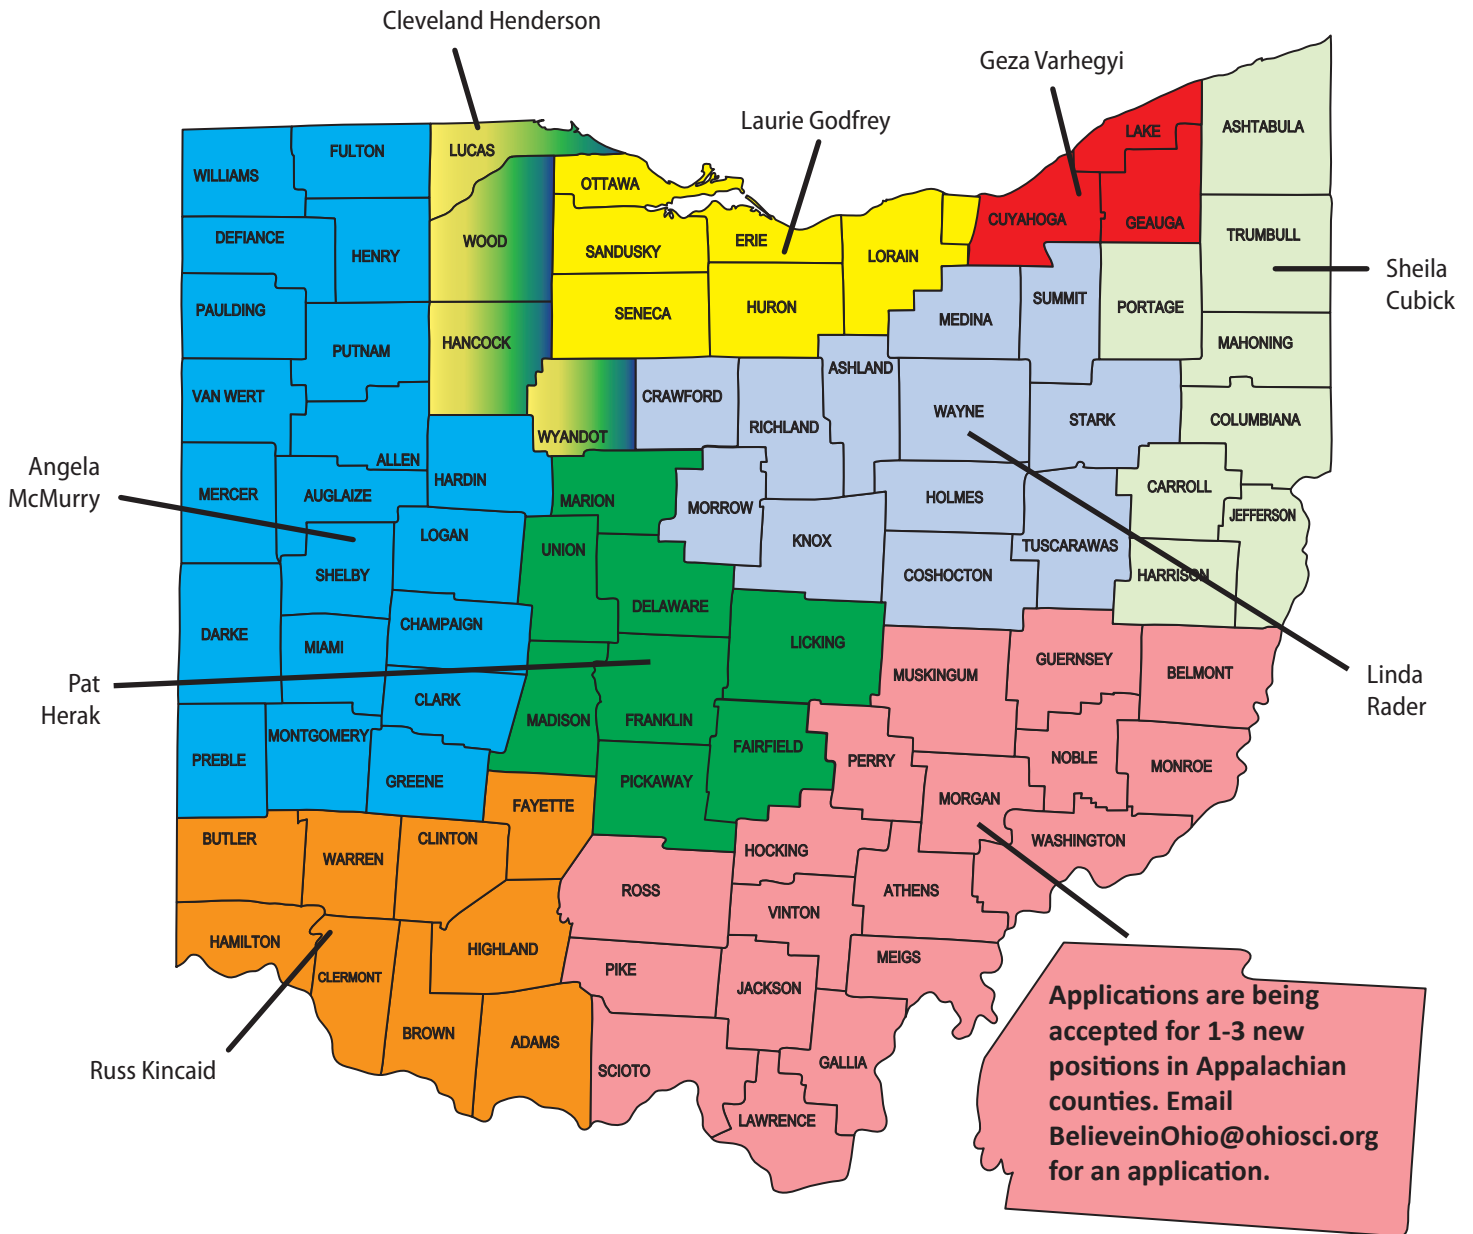 Cleveland Henderson
Geza Varhegyi
Laurie Godfrey
LAKE
ASHTABULA
FULTON
LUCAS
WILLIAMS
OTTAWA
CUYAHOGA
GEAUGA
DEFIANCE
WOOD
ERIE
TRUMBULL
HENRY
SANDUSKY
LORAIN
Sheila
Cubick
SUMMIT
PORTAGE
PAULDING
SENECA
HURON
MEDINA
PUTNAM
HANCOCK
MAHONING
ASHLAND
VAN WERT
CRAWFORD
WAYNE
STARK
COLUMBIANA
RICHLAND
WYANDOT
ALLEN
Angela
McMurry
HARDIN
MERCER
AUGLAIZE
MARION
MORROW
HOLMES
CARROLL
JEFFERSON
LOGAN
UNION
KNOX
TUSCARAWAS
SHELBY
COSHOCTON
HARRISON
DELAWARE
CHAMPAIGN
DARKE
MIAMI
LICKING
GUERNSEY
BELMONT
MUSKINGUM
Linda
Rader
Pat
Herak
CLARK
MADISON
FRANKLIN
MONTGOMERY
FAIRFIELD
PREBLE
PERRY
NOBLE
MONROE
GREENE
PICKAWAY
FAYETTE
MORGAN
BUTLER
CLINTON
WASHINGTON
WARREN
HOCKING
ROSS
ATHENS
VINTON
HAMILTON
HIGHLAND
MEIGS
CLERMONT
PIKE
JACKSON
BROWN
ADAMS
GALLIA
SCIOTO
Russ Kincaid
LAWRENCE
Applications are being
accepted for 1-3 new
positions in Appalachian
counties. Email
BelieveinOhio@ohiosci.org
for an application.